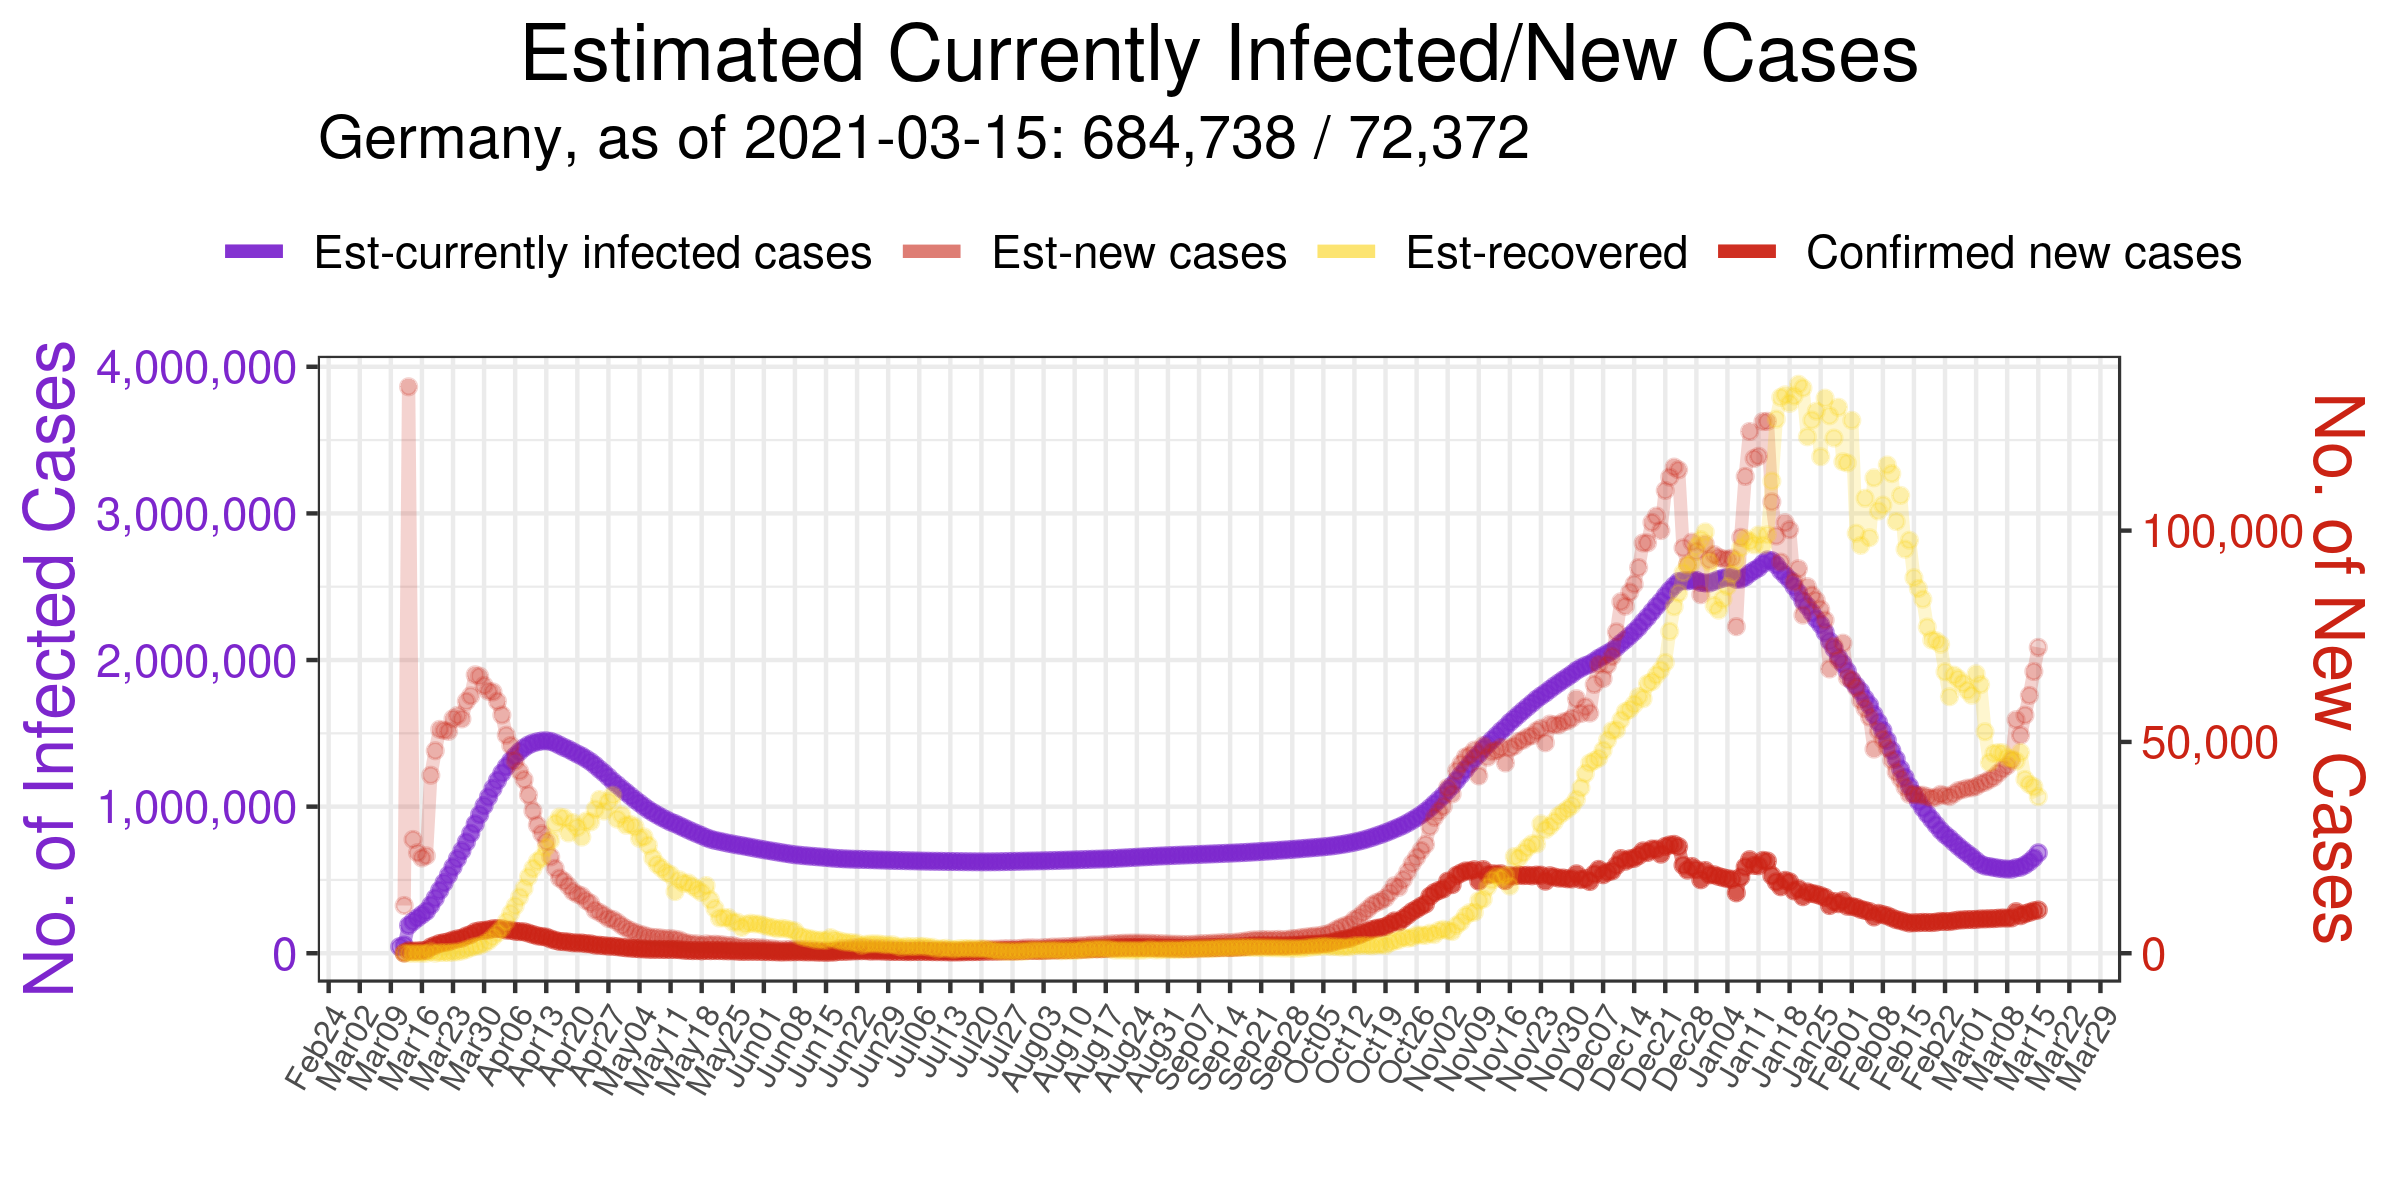 Estimated Currently Infected/New Cases
Germany, as of 2021-03-15: 684,738 / 72,372
Est-currently infected cases Est-new cases Est-recovered Confirmed new cases
No. of Infected Cases
4,000,000
3,000,000
2,000,000
1,000,000
0
100,000
50,000
0
No. of New Cases
Feb24
Mar02
Mar09
Mar16
Mar23
Mar30
Apr06
Apr13
Apr20
Apr27
May04
May11
May18
May25
Jun01
Jun08
Jun15
Jun22
Jun29
Jul06
Jul13
Jul20
Jul27
Aug03
Aug10
Aug17
Aug24
Aug31
Sep07
Sep14
Sep21
Sep28
Oct05
Oct12
Oct19
Oct26
Nov02
Nov09
Nov16
Nov23
Nov30
Dec07
Dec14
Dec21
Dec28
Jan04
Jan11
Jan18
Jan25
Feb01
Feb08
Feb15
Feb22
Mar01
Mar08
Mar15
Mar22
Mar29